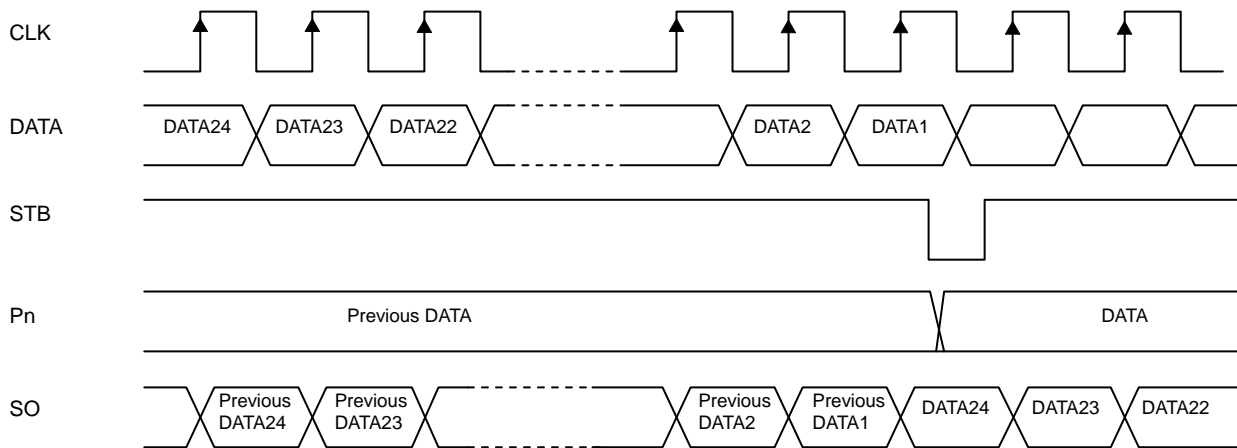 CLK
DATA
DATA24 DATA23 DATA22 DATA2 DATA1
STB
Pn
Previous DATA DATA
SO
Previous DATA24
Previous DATA23
Previous DATA2
Previous DATA1
DATA24 DATA23 DATA22